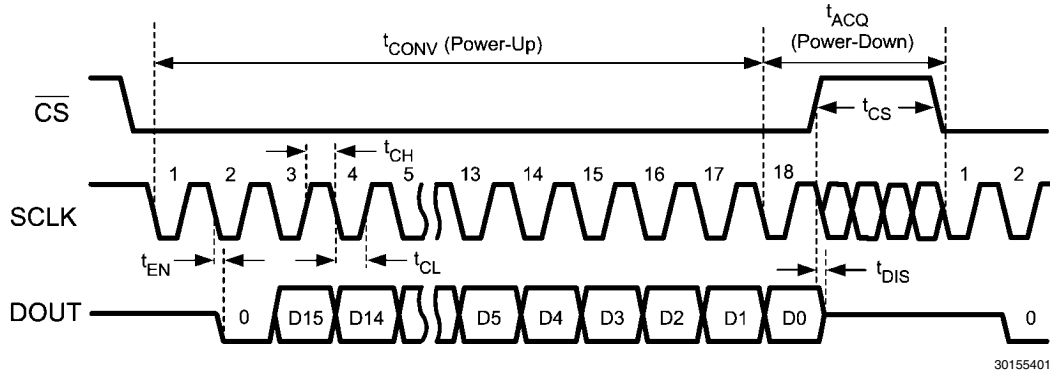 t_ACQ
t_CONV (Power-Up)
(Power-Down)
CS
t_CS
t_CH
1 2 3 4 5 13 14 15 16 17 18 1 2
SCLK
t_EN
t_CL
t_DIS
DOUT
0 D15 D14 D5 D4 D3 D2 D1 D0 0
30155401